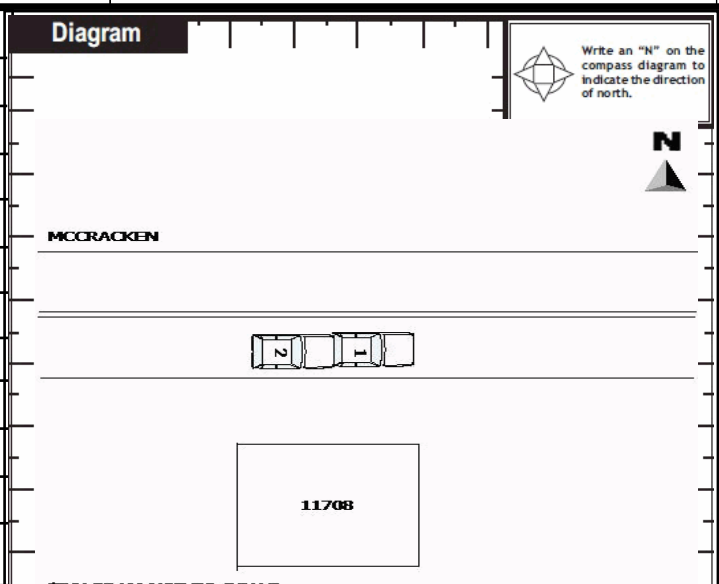 Diagram
Write an "N" on the
compass diagram to
indicate the direction
of north.
N
MCCRACKEN
2
1
11708